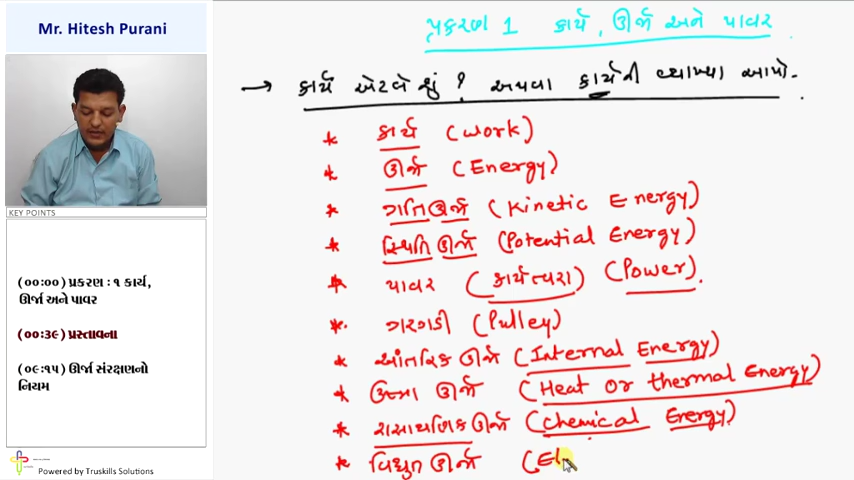 Mr. Hitesh Purani
KEY POINTS
(૦૦:૦૦) પ્રકરણ : ૧ કાર્ય,
ઊર્જા અને પાવર
(૦૦:૩૯) પ્રસ્તાવના
(૦૯:૧૫) ઊર્જા સંરક્ષણનો
નિયમ
Powered by Truskills Solutions
પ્રકરણ 1 કાર્ય, ઊર્જા અને પાવર
→ કાર્ય એટલે શું ? અથવા કાર્યની વ્યાખ્યા આપો.
* કાર્ય (work)
* ઊર્જા (Energy)
* ગતિઊર્જા (Kinetic Energy)
* સ્થિતિ ઊર્જા (Potential Energy)
* પાવર (કાર્યત્વરા) (Power).
* ગરગડી (Pulley)
* આંતરિક ઊર્જા (Internal Energy)
* ઉષ્મા ઊર્જા (Heat or thermal Energy)
* રાસાયણિક ઊર્જા (Chemical Energy)
* વિદ્યુત ઊર્જા (El